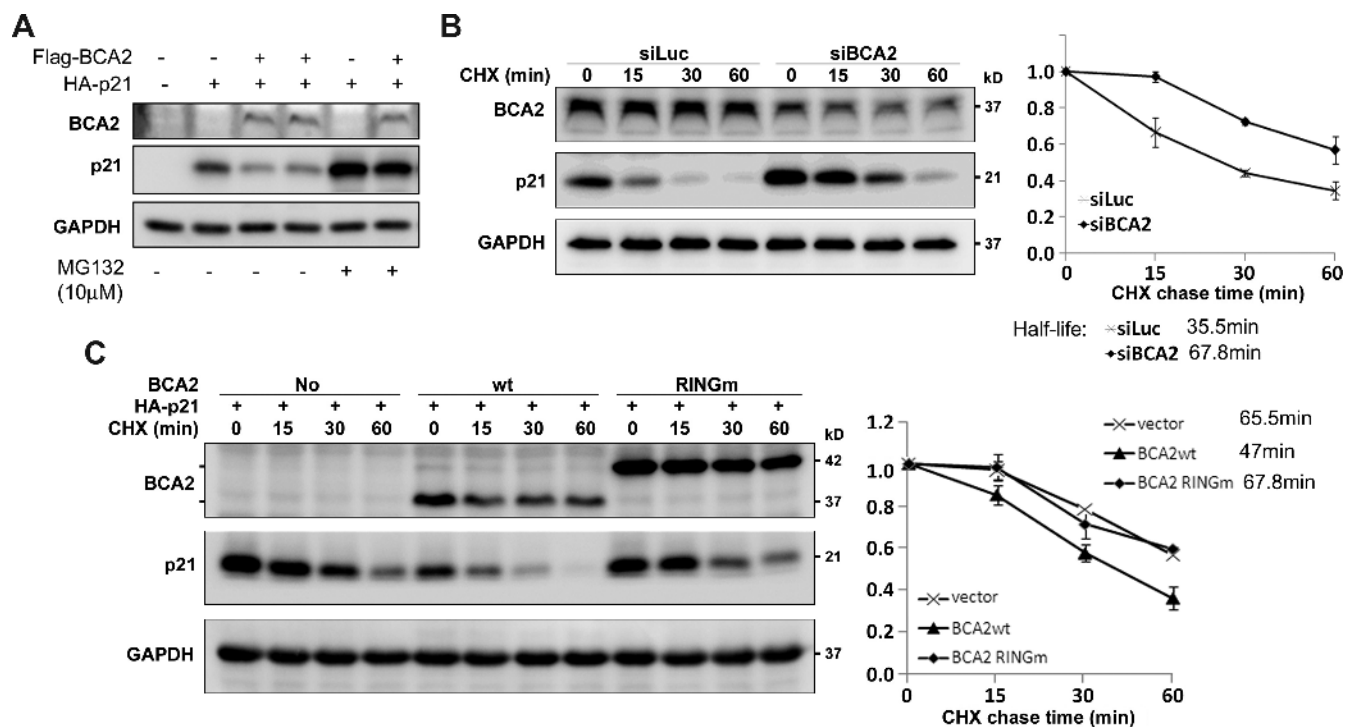 A
Flag-BCA2 - - + + - +
HA-p21 - + + + + +
BCA2
p21
GAPDH
MG132 - - - - + +
(10μM)
B
siLuc siBCA2
CHX (min) 0 15 30 60 0 15 30 60 kD
BCA2 37
p21 21
GAPDH 37
1.0
0.8
0.6
0.4
0.2
0.0
siLuc
siBCA2
0 15 30 60
CHX chase time (min)
Half-life: siLuc 35.5min
siBCA2 67.8min
C
BCA2 No wt RINGm
HA-p21 + + + + + + + + + + + +
CHX (min) 0 15 30 60 0 15 30 60 0 15 30 60 kD
42
BCA2
37
p21 21
GAPDH 37
1.2
1.0
0.8
0.6
0.4
0.2
0.0
vector 65.5min
BCA2wt 47min
BCA2 RINGm 67.8min
vector
BCA2wt
BCA2 RINGm
0 15 30 60
CHX chase time (min)